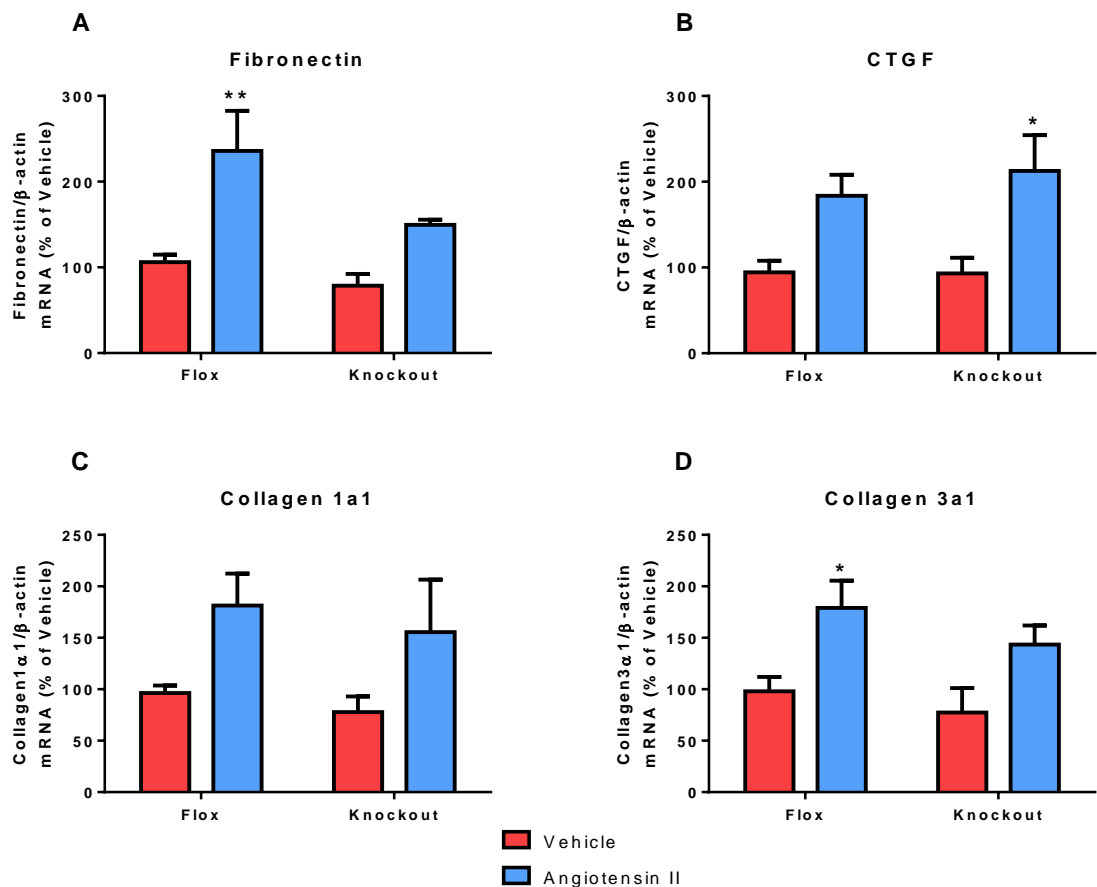 A
Fibronectin
Fibronectin/β-actin
mRNA (% of Vehicle)
300
200
100
0
**
Flox
Knockout
B
CTGF
CTGF/β-actin
mRNA (% of Vehicle)
300
200
100
0
*
Flox
Knockout
C
Collagen 1a1
Collagen1α1/β-actin
mRNA (% of Vehicle)
250
200
150
100
50
0
Flox
Knockout
D
Collagen 3a1
Collagen3α1/β-actin
mRNA (% of Vehicle)
250
200
150
100
50
0
*
Flox
Knockout
Vehicle
Angiotensin II